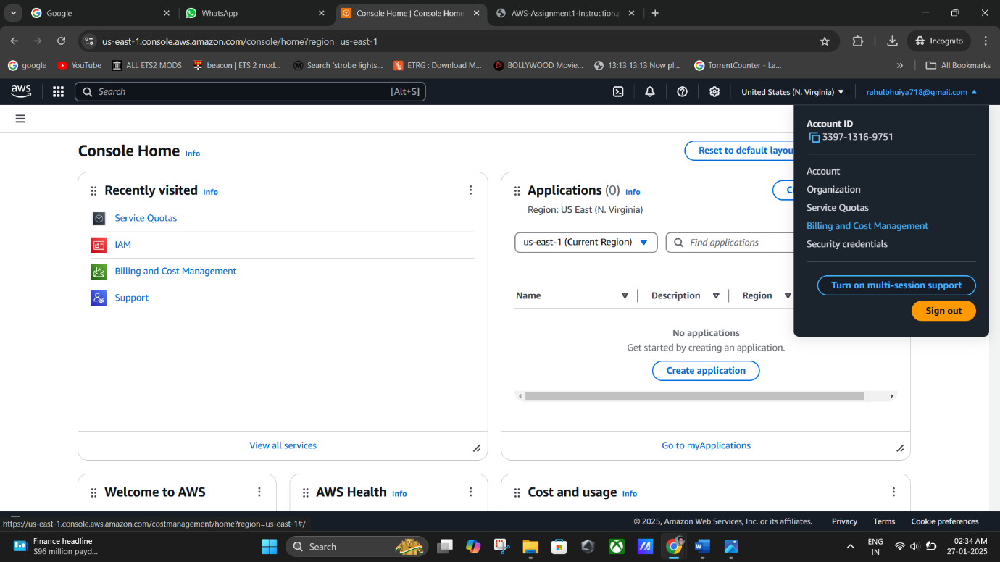 Google
WhatsApp
Console Home | Console Home
AWS-Assignment1-Instruction.p
us-east-1.console.aws.amazon.com/console/home?region=us-east-1
Incognito
google
YouTube
ALL ETS2 MODS
beacon | ETS 2 mod...
Search 'strobe lights...
ETRG : Download M...
BOLLYWOOD Movie...
13:13 13:13 Now pl...
TorrentCounter - La...
All Bookmarks
aws
Search
[Alt+S]
United States (N. Virginia)
rahulbhuiya718@gmail.com
Account ID
3397-1316-9751
Account
Organization
Service Quotas
Billing and Cost Management
Security credentials
Turn on multi-session support
Sign out
Console Home Info
Reset to default layou
Recently visited Info
Service Quotas
IAM
Billing and Cost Management
Support
View all services
Applications (0) Info
Region: US East (N. Virginia)
us-east-1 (Current Region)
Find applications
Name
Description
Region
No applications
Get started by creating an application.
Create application
Go to myApplications
Welcome to AWS
AWS Health Info
Cost and usage Info
https://us-east-1.console.aws.amazon.com/costmanagement/home?region=us-east-1#/
© 2025, Amazon Web Services, Inc. or its affiliates.
Privacy
Terms
Cookie preferences
Finance headline
$96 million payd...
Search
ENG
IN
02:34 AM
27-01-2025